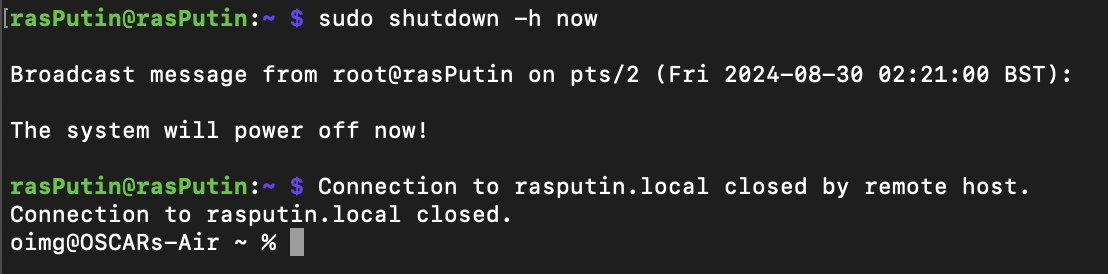 [rasPutin@rasPutin:~ $ sudo shutdown -h now
Broadcast message from root@rasPutin on pts/2 (Fri 2024-08-30 02:21:00 BST):
The system will power off now!
rasPutin@rasPutin:~ $ Connection to rasputin.local closed by remote host.
Connection to rasputin.local closed.
oimg@OSCARs-Air ~ %